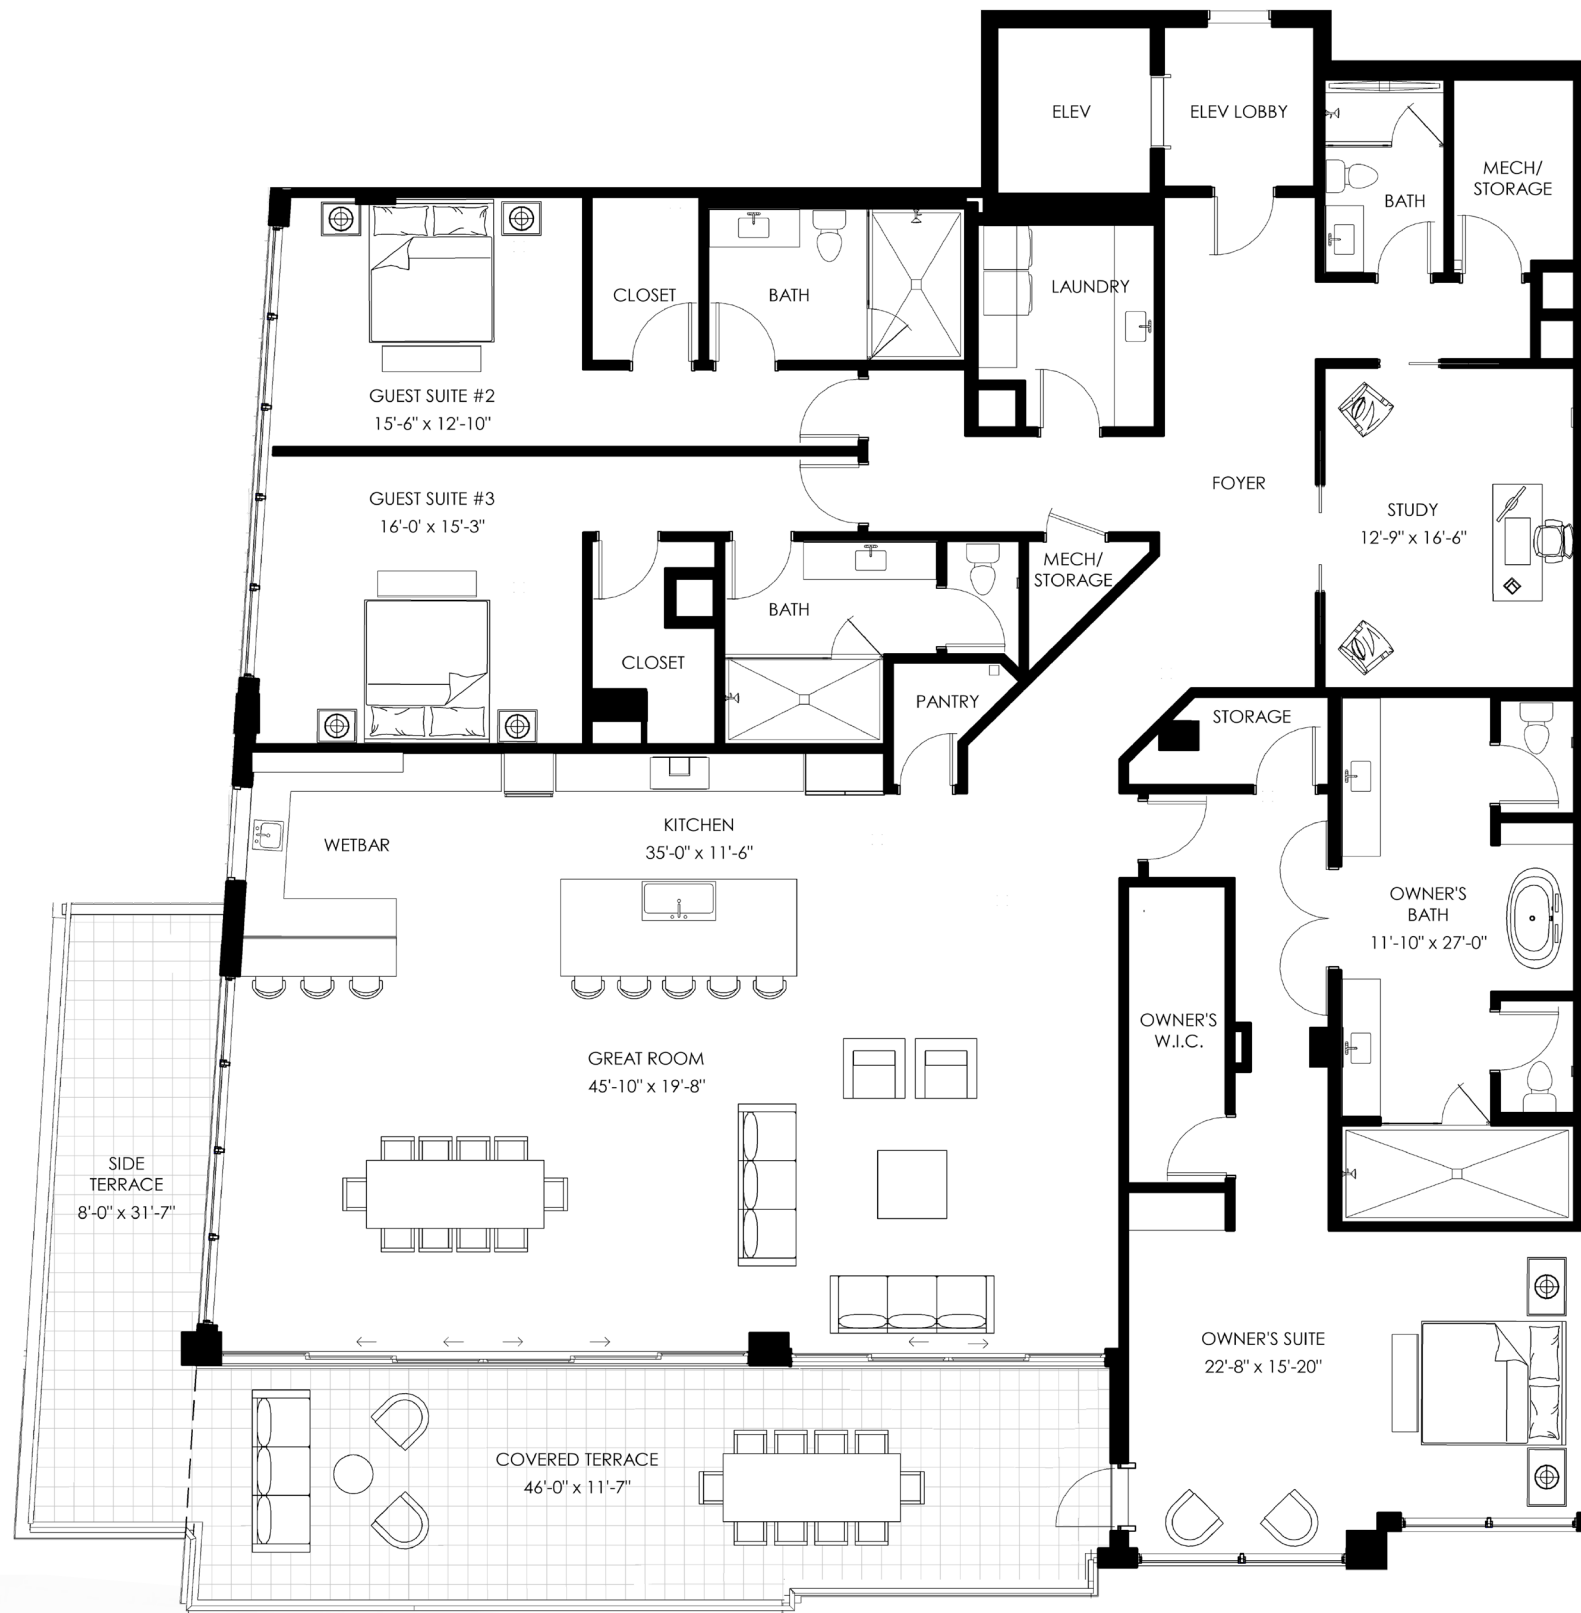 ELEV
ELEV LOBBY
MECH/
STORAGE
BATH
CLOSET
BATH
LAUNDRY
GUEST SUITE #2
15'-6" x 12'-10"
GUEST SUITE #3
16'-0' x 15'-3"
FOYER
STUDY
12'-9" x 16'-6"
MECH/
STORAGE
BATH
CLOSET
PANTRY
STORAGE
WETBAR
KITCHEN
35'-0" x 11'-6"
OWNER'S
BATH
11'-10" x 27'-0"
OWNER'S
W.I.C.
GREAT ROOM
45'-10" x 19'-8"
SIDE
TERRACE
8'-0" x 31'-7"
OWNER'S SUITE
22'-8" x 15'-20"
COVERED TERRACE
46'-0" x 11'-7"